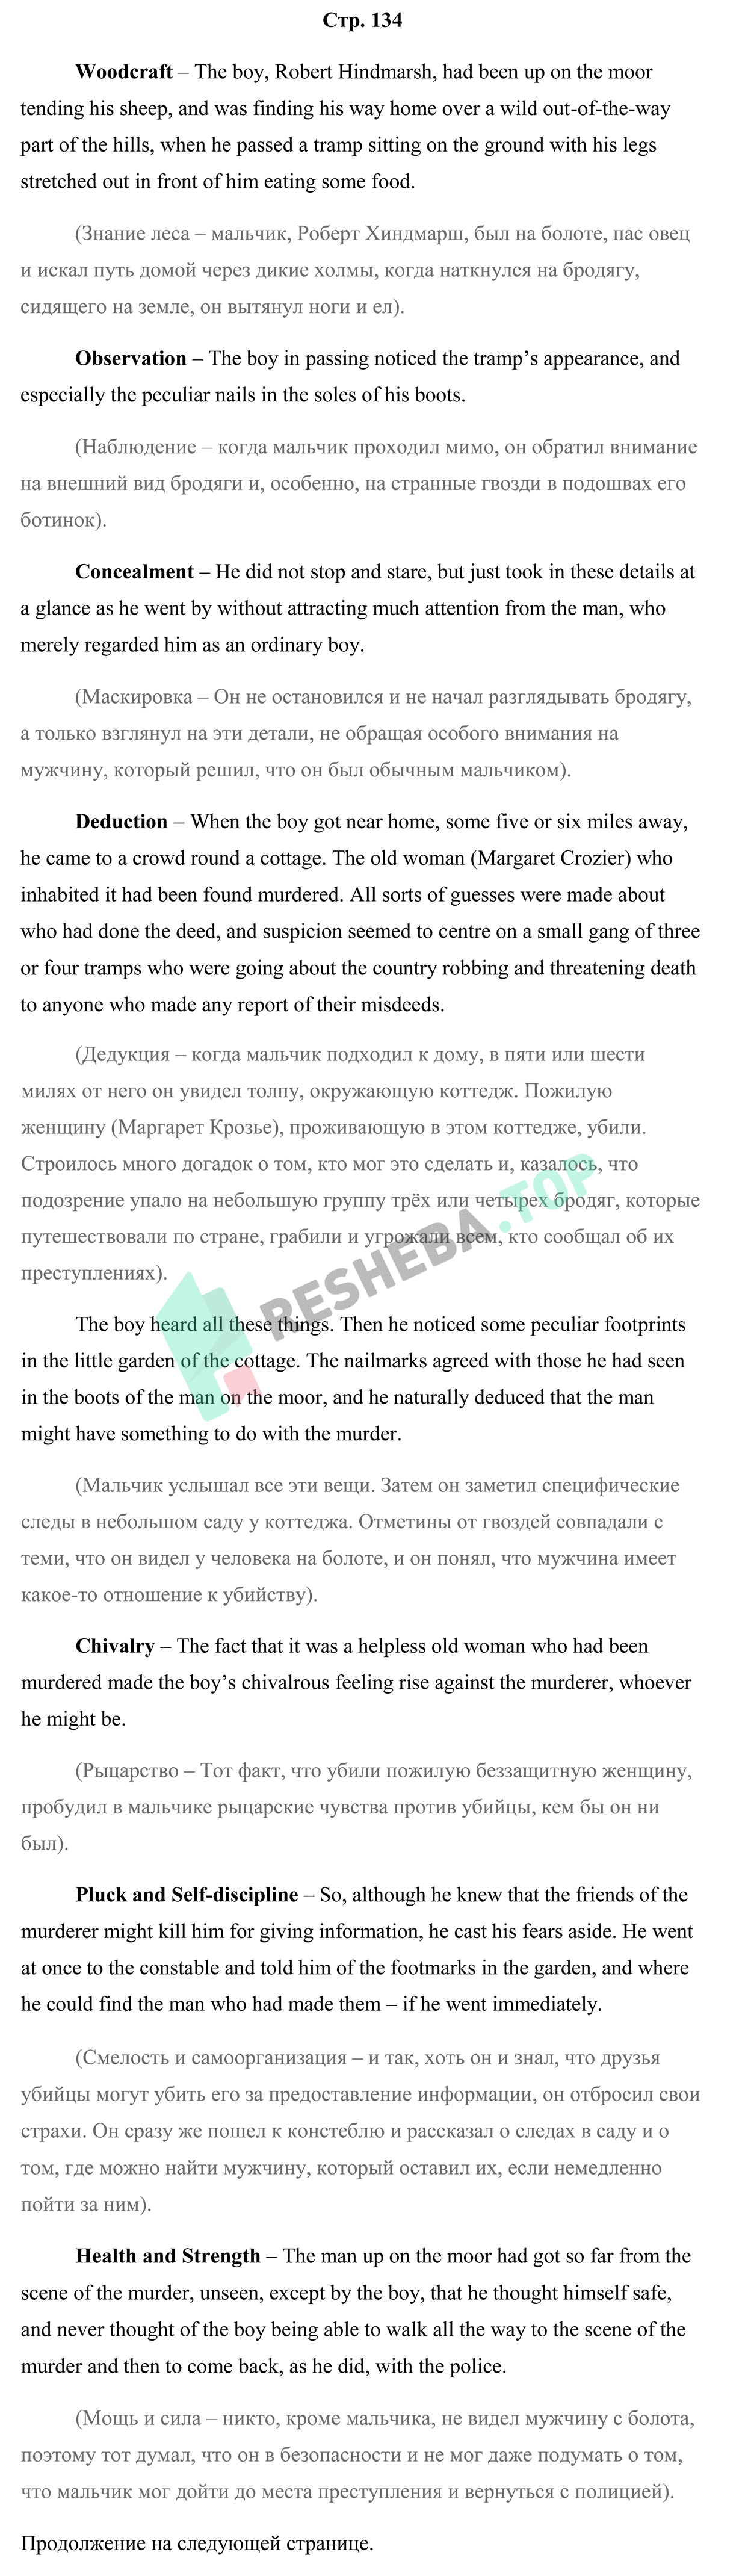 Стр. 134
Woodcraft – The boy, Robert Hindmarsh, had been up on the moor
tending his sheep, and was finding his way home over a wild out-of-the-way
part of the hills, when he passed a tramp sitting on the ground with his legs
stretched out in front of him eating some food.
(Знание леса – мальчик, Роберт Хиндмарш, был на болоте, пас овец
и искал путь домой через дикие холмы, когда наткнулся на бродягу,
сидящего на земле, он вытянул ноги и ел).
Observation – The boy in passing noticed the tramp’s appearance, and
especially the peculiar nails in the soles of his boots.
(Наблюдение – когда мальчик проходил мимо, он обратил внимание
на внешний вид бродяги и, особенно, на странные гвозди в подошвах его
ботинок).
Concealment – He did not stop and stare, but just took in these details at
a glance as he went by without attracting much attention from the man, who
merely regarded him as an ordinary boy.
(Маскировка – Он не остановился и не начал разглядывать бродягу,
а только взглянул на эти детали, не обращая особого внимания на
мужчину, который решил, что он был обычным мальчиком).
Deduction – When the boy got near home, some five or six miles away,
he came to a crowd round a cottage. The old woman (Margaret Crozier) who
inhabited it had been found murdered. All sorts of guesses were made about
who had done the deed, and suspicion seemed to centre on a small gang of three
or four tramps who were going about the country robbing and threatening death
to anyone who made any report of their misdeeds.
(Дедукция – когда мальчик подходил к дому, в пяти или шести
милях от него он увидел толпу, окружающую коттедж. Пожилую
женщину (Маргарет Крозье), проживающую в этом коттедже, убили.
Строилось много догадок о том, кто мог это сделать и, казалось, что
подозрение упало на небольшую группу трёх или четырех бродяг, которые
путешествовали по стране, грабили и угрожали всем, кто сообщал об их
преступлениях).
RESHEBA.TOP
The boy heard all these things. Then he noticed some peculiar footprints
in the little garden of the cottage. The nailmarks agreed with those he had seen
in the boots of the man on the moor, and he naturally deduced that the man
might have something to do with the murder.
(Мальчик услышал все эти вещи. Затем он заметил специфические
следы в небольшом саду у коттеджа. Отметины от гвоздей совпадали с
теми, что он видел у человека на болоте, и он понял, что мужчина имеет
какое-то отношение к убийству).
Chivalry – The fact that it was a helpless old woman who had been
murdered made the boy’s chivalrous feeling rise against the murderer, whoever
he might be.
(Рыцарство – Тот факт, что убили пожилую беззащитную женщину,
пробудил в мальчике рыцарские чувства против убийцы, кем бы он ни
был).
Pluck and Self-discipline – So, although he knew that the friends of the
murderer might kill him for giving information, he cast his fears aside. He went
at once to the constable and told him of the footmarks in the garden, and where
he could find the man who had made them – if he went immediately.
(Смелость и самоорганизация – и так, хоть он и знал, что друзья
убийцы могут убить его за предоставление информации, он отбросил свои
страхи. Он сразу же пошел к констеблю и рассказал о следах в саду и о
том, где можно найти мужчину, который оставил их, если немедленно
пойти за ним).
Health and Strength – The man up on the moor had got so far from the
scene of the murder, unseen, except by the boy, that he thought himself safe,
and never thought of the boy being able to walk all the way to the scene of the
murder and then to come back, as he did, with the police.
(Мощь и сила – никто, кроме мальчика, не видел мужчину с болота,
поэтому тот думал, что он в безопасности и не мог даже подумать о том,
что мальчик мог дойти до места преступления и вернуться с полицией).
Продолжение на следующей странице.